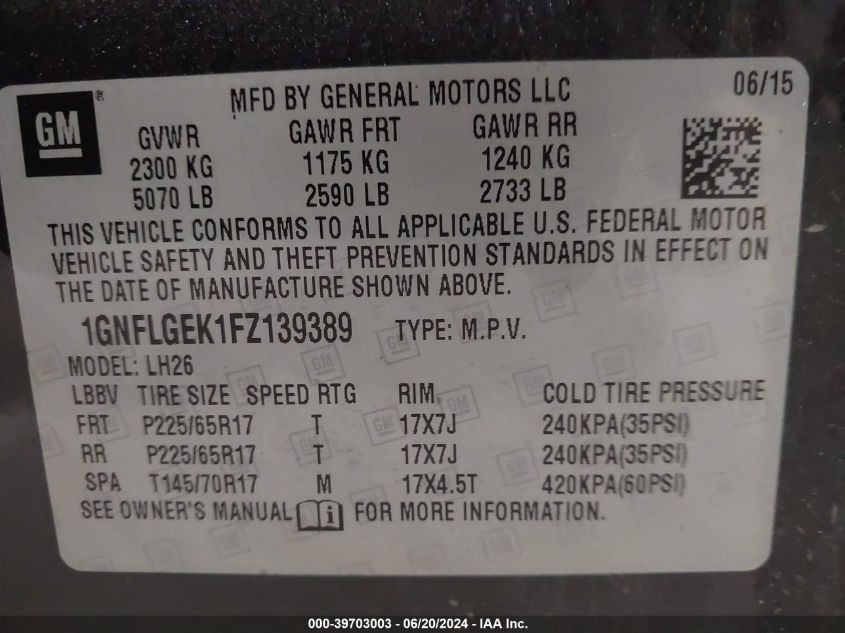 GM ® MFD BY GENERAL MOTORS LLC 06/15
GVWR GAWR FRT GAWR RR
2300 KG 1175 KG 1240 KG
5070 LB 2590 LB 2733 LB
THIS VEHICLE CONFORMS TO ALL APPLICABLE U.S. FEDERAL MOTOR
VEHICLE SAFETY AND THEFT PREVENTION STANDARDS IN EFFECT ON
THE DATE OF MANUFACTURE SHOWN ABOVE.
1GNFLGEK1FZ139389 TYPE: M.P.V.
MODEL: LH26
LBBV TIRE SIZE SPEED RTG RIM COLD TIRE PRESSURE
FRT P225/65R17 T 17X7J 240KPA(35PSI)
RR P225/65R17 T 17X7J 240KPA(35PSI)
SPA T145/70R17 M 17X4.5T 420KPA(60PSI)
SEE OWNER'S MANUAL i FOR MORE INFORMATION.
000-39703003 - 06/20/2024 - IAA Inc.